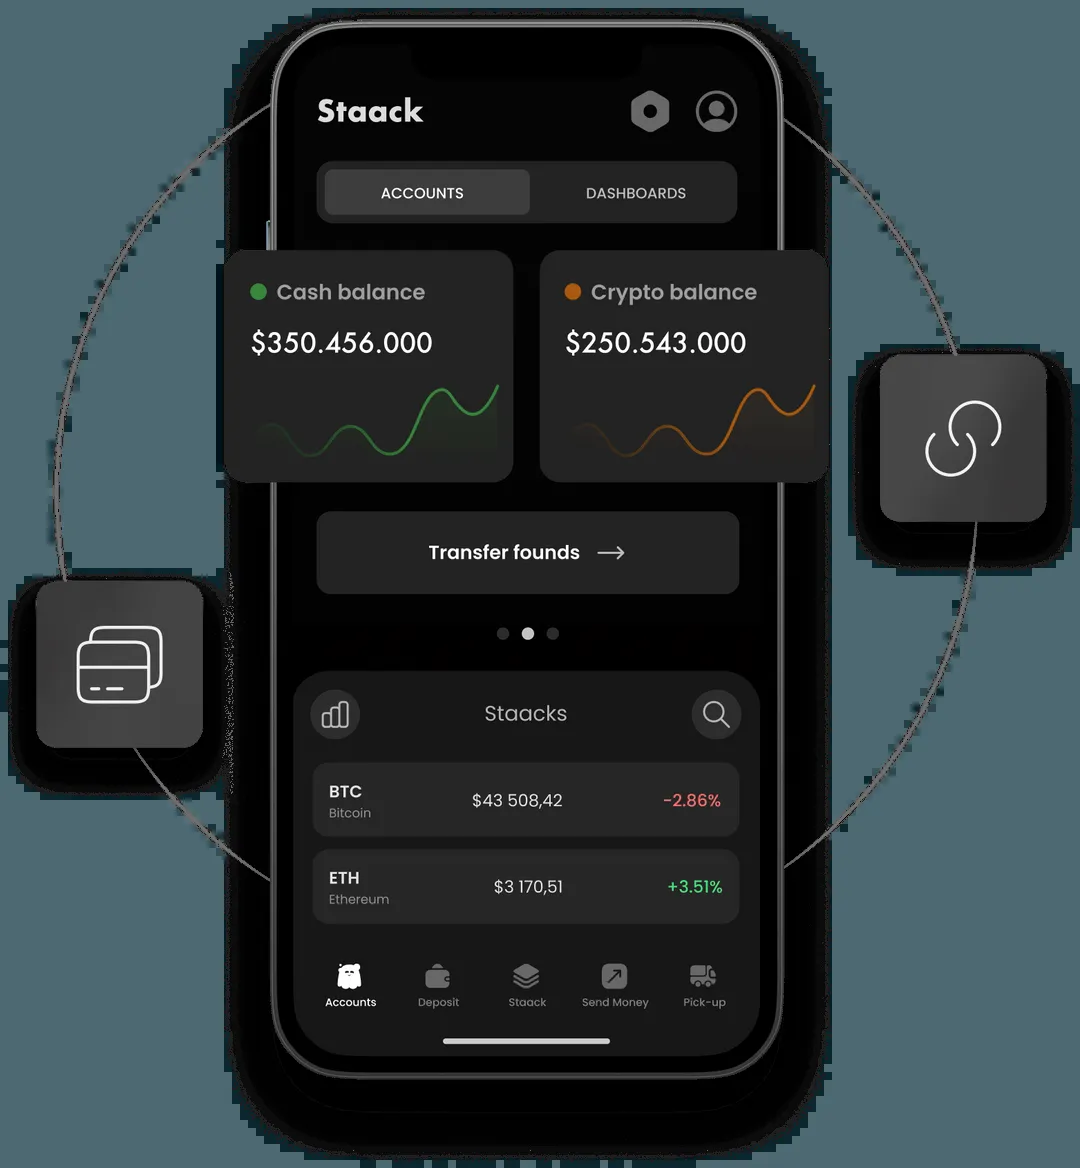 Staack
ACCOUNTS DASHBOARDS
Cash balance
$350.456.000
Crypto balance
$250.543.000
Transfer founds
Staacks
BTC
Bitcoin
$43 508,42
-2.86%
ETH
Ethereum
$3 170,51
+3.51%
Accounts Deposit Staack Send Money Pick-up